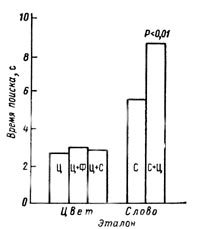 10
P<0,01
8
6
4
2
0
Время поиска, с
Ц Ц+Ф Ц+С С С+Ц
Цвет Слово
Эталон